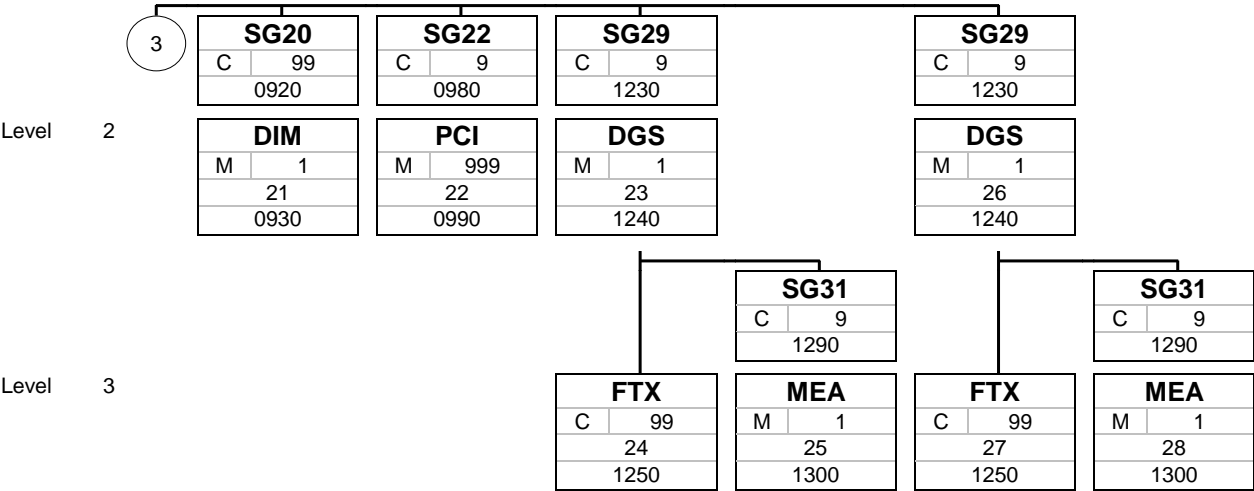 3
SG20 SG22 SG29 SG29
C 99 C 9 C 9 C 9
0920 0980 1230 1230
Level 2
DIM PCI DGS DGS
M 1 M 999 M 1 M 1
21 22 23 26
0930 0990 1240 1240
SG31 SG31
C 9 C 9
1290 1290
Level 3
FTX MEA FTX MEA
C 99 M 1 C 99 M 1
24 25 27 28
1250 1300 1250 1300